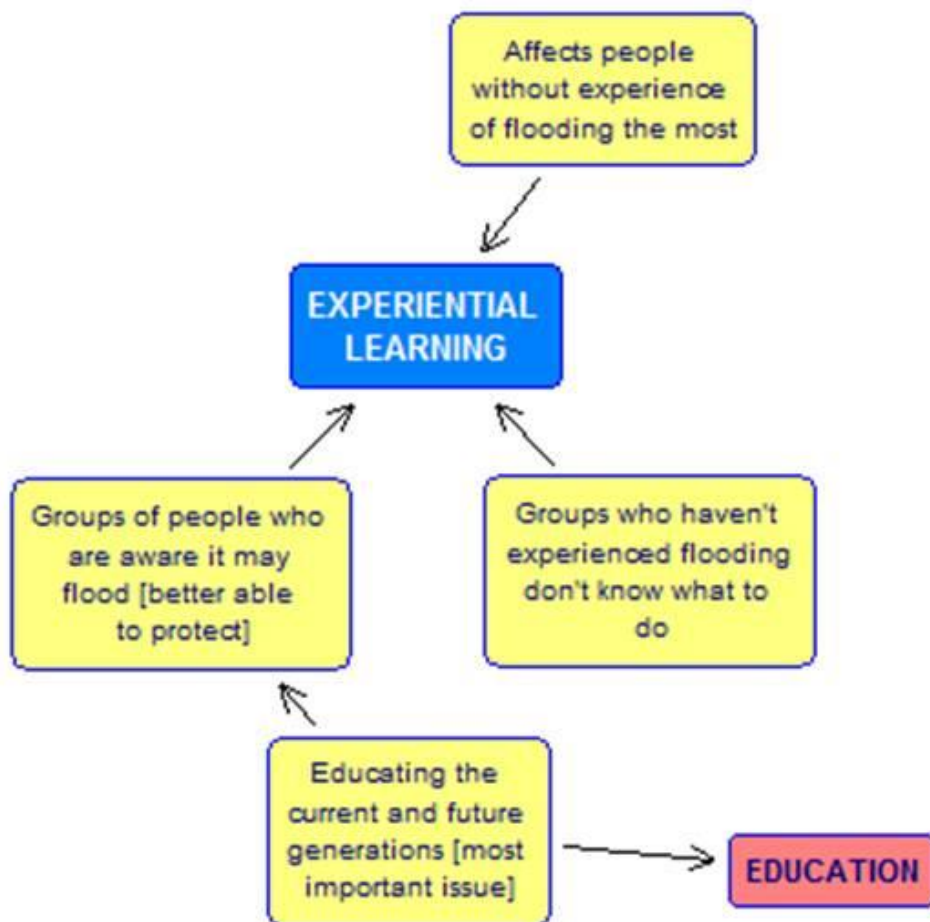 Affects people
without experience
of flooding the most
EXPERIENTIAL
LEARNING
Groups of people who
are aware it may
flood [better able
to protect]
Groups who haven't
experienced flooding
don't know what to
do
Educating the
current and future
generations [most
important issue]
EDUCATION